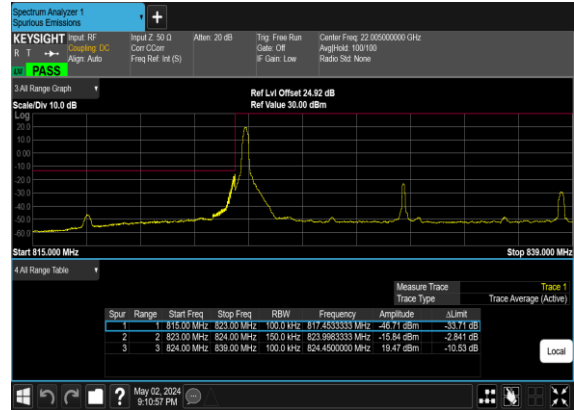 Spectrum Analyzer 1
Spurious Emissions
+
KEYSIGHT Input: RF Input Z: 50 Ω Atten: 20 dB Trig: Free Run Center Freq: 22.005000000 GHz
R T Coupling: DC Corr CCorr Gate: Off Avg|Hold: 100/100
Align: Auto Freq Ref: Int (S) IF Gain: Low Radio Std: None
LM PASS
3 All Range Graph
Ref Lvl Offset 24.92 dB
Scale/Div 10.0 dB Ref Value 30.00 dBm
Log
20.0
10.0
0.00
-10.0
-20.0
-30.0
-40.0
-50.0
-60.0
Start 815.000 MHz Stop 839.000 MHz
4 All Range Table
Measure Trace Trace 1
Trace Type Trace Average (Active)
Spur Range Start Freq Stop Freq RBW Frequency Amplitude ΔLimit
1 1 815.00 MHz 823.00 MHz 100.0 kHz 817.4533333 MHz -46.71 dBm -33.71 dB
2 2 823.00 MHz 824.00 MHz 150.0 kHz 823.9983333 MHz -15.84 dBm -2.841 dB
3 3 824.00 MHz 839.00 MHz 100.0 kHz 824.4500000 MHz 19.47 dBm -10.53 dB
Local
? May 02, 2024
9:10:57 PM